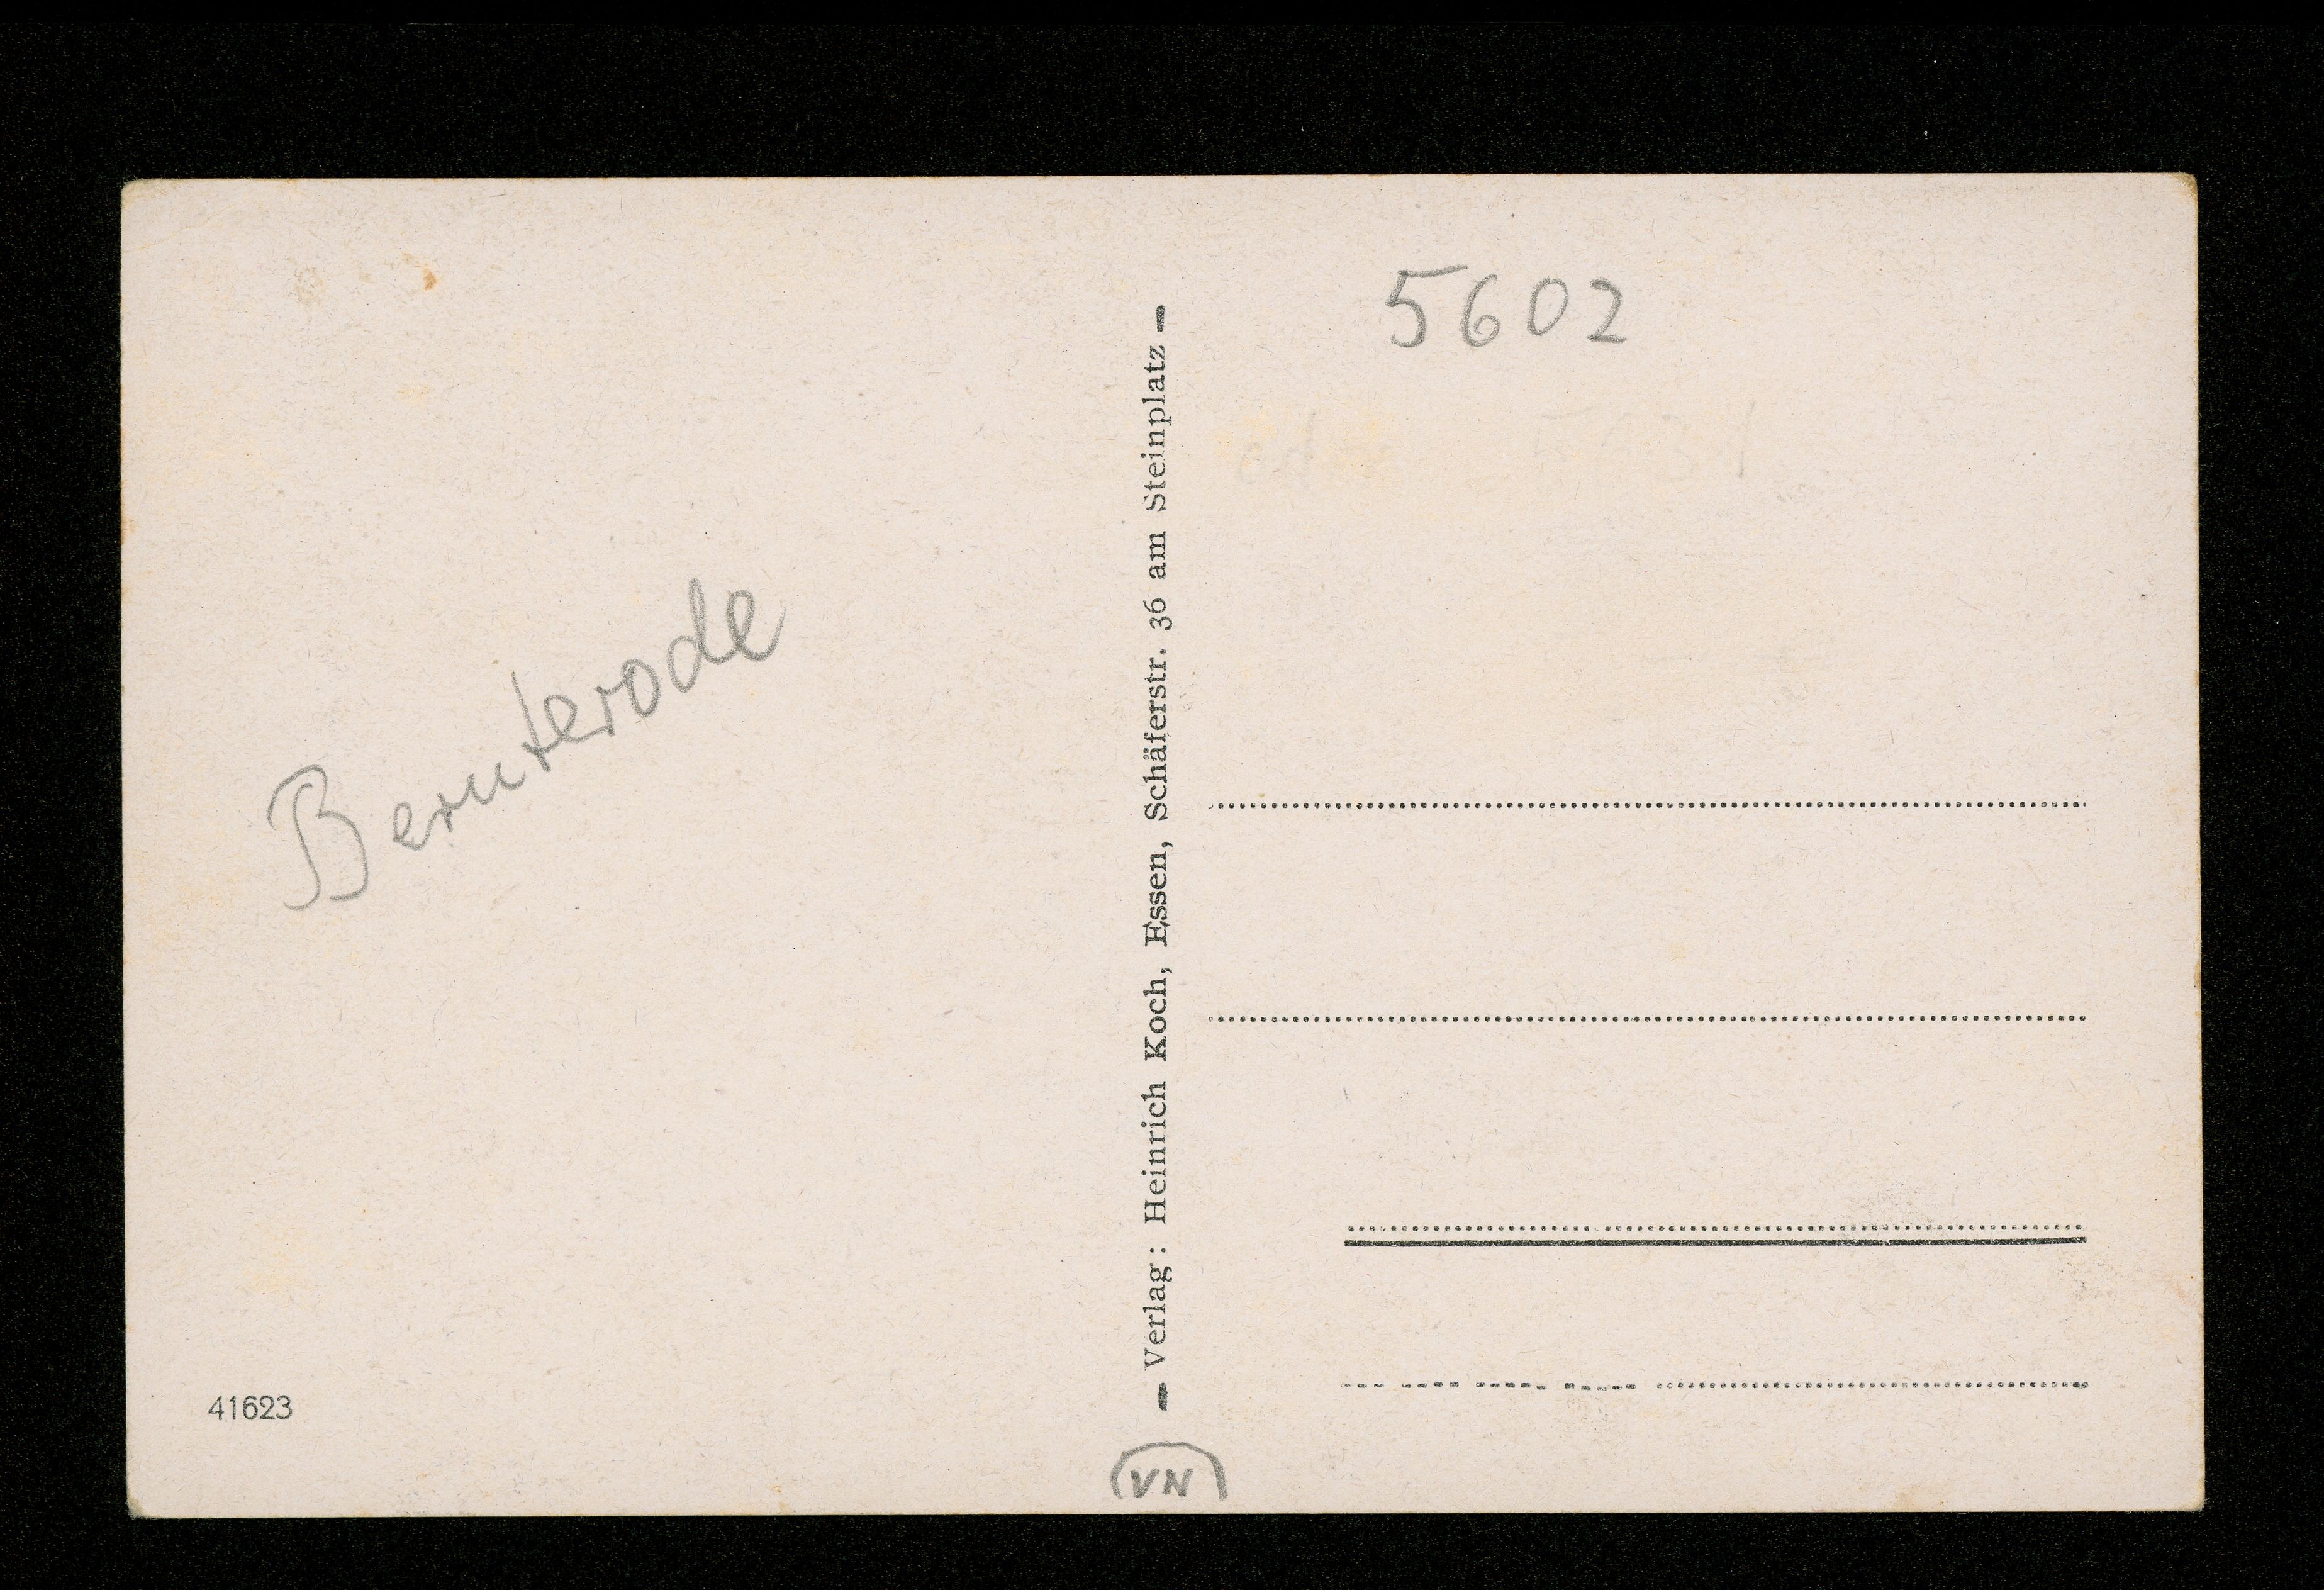 Bernterode
41623
— Verlag: Heinrich Koch, Essen, Schäferstr. 36 am Steinplatz —
VN
5602